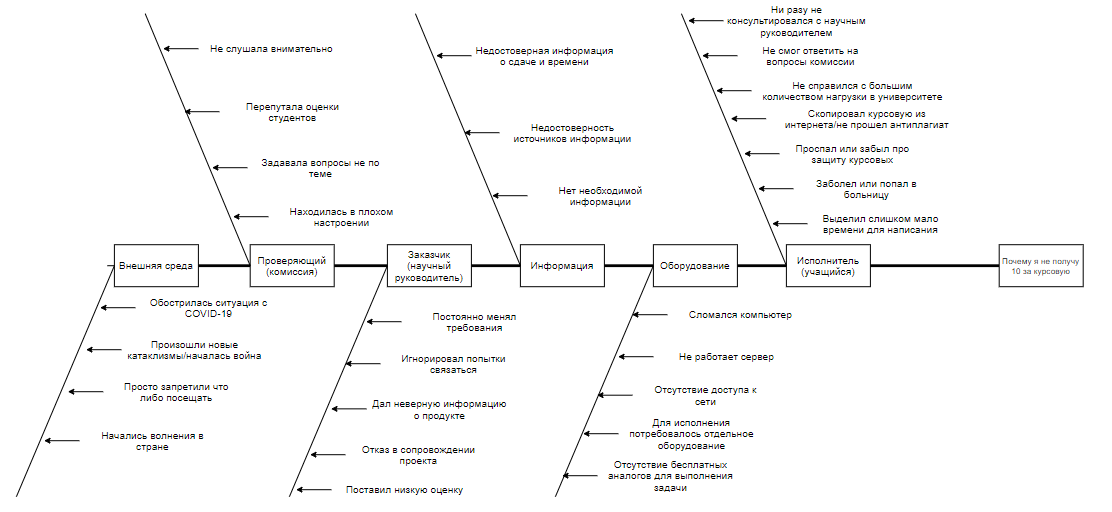 Не слушала внимательно
Перепутала оценки
студентов
Задавала вопросы не по
теме
Находилась в плохом
настроении
Недостоверная информация
о сдаче и времени
Недостоверность
источников информации
Нет необходимой
информации
Ни разу не
консультировался с научным
руководителем
Не смог ответить на
вопросы комиссии
Не справился с большим
количеством нагрузки в университете
Скопировал курсовую из
интернета/не прошел антиплагиат
Проспал или забыл про
защиту курсовых
Заболел или попал в
больницу
Выделил слишком мало
времени для написания
Внешняя среда
Проверяющий
(комиссия)
Заказчик
(научный
руководитель)
Информация
Оборудование
Исполнитель
(учащийся)
Почему я не получу
10 за курсовую
Обострилась ситуация с
COVID-19
Произошли новые
катаклизмы/началась война
Просто запретили что
либо посещать
Начались волнения в
стране
Постоянно менял
требования
Игнорировал попытки
связаться
Дал неверную информацию
о продукте
Отказ в сопровождении
проекта
Поставил низкую оценку
Сломался компьютер
Не работает сервер
Отсутствие доступа к
сети
Для исполнения
потребовалось отдельное
оборудование
Отсутствие бесплатных
аналогов для выполнения
задачи